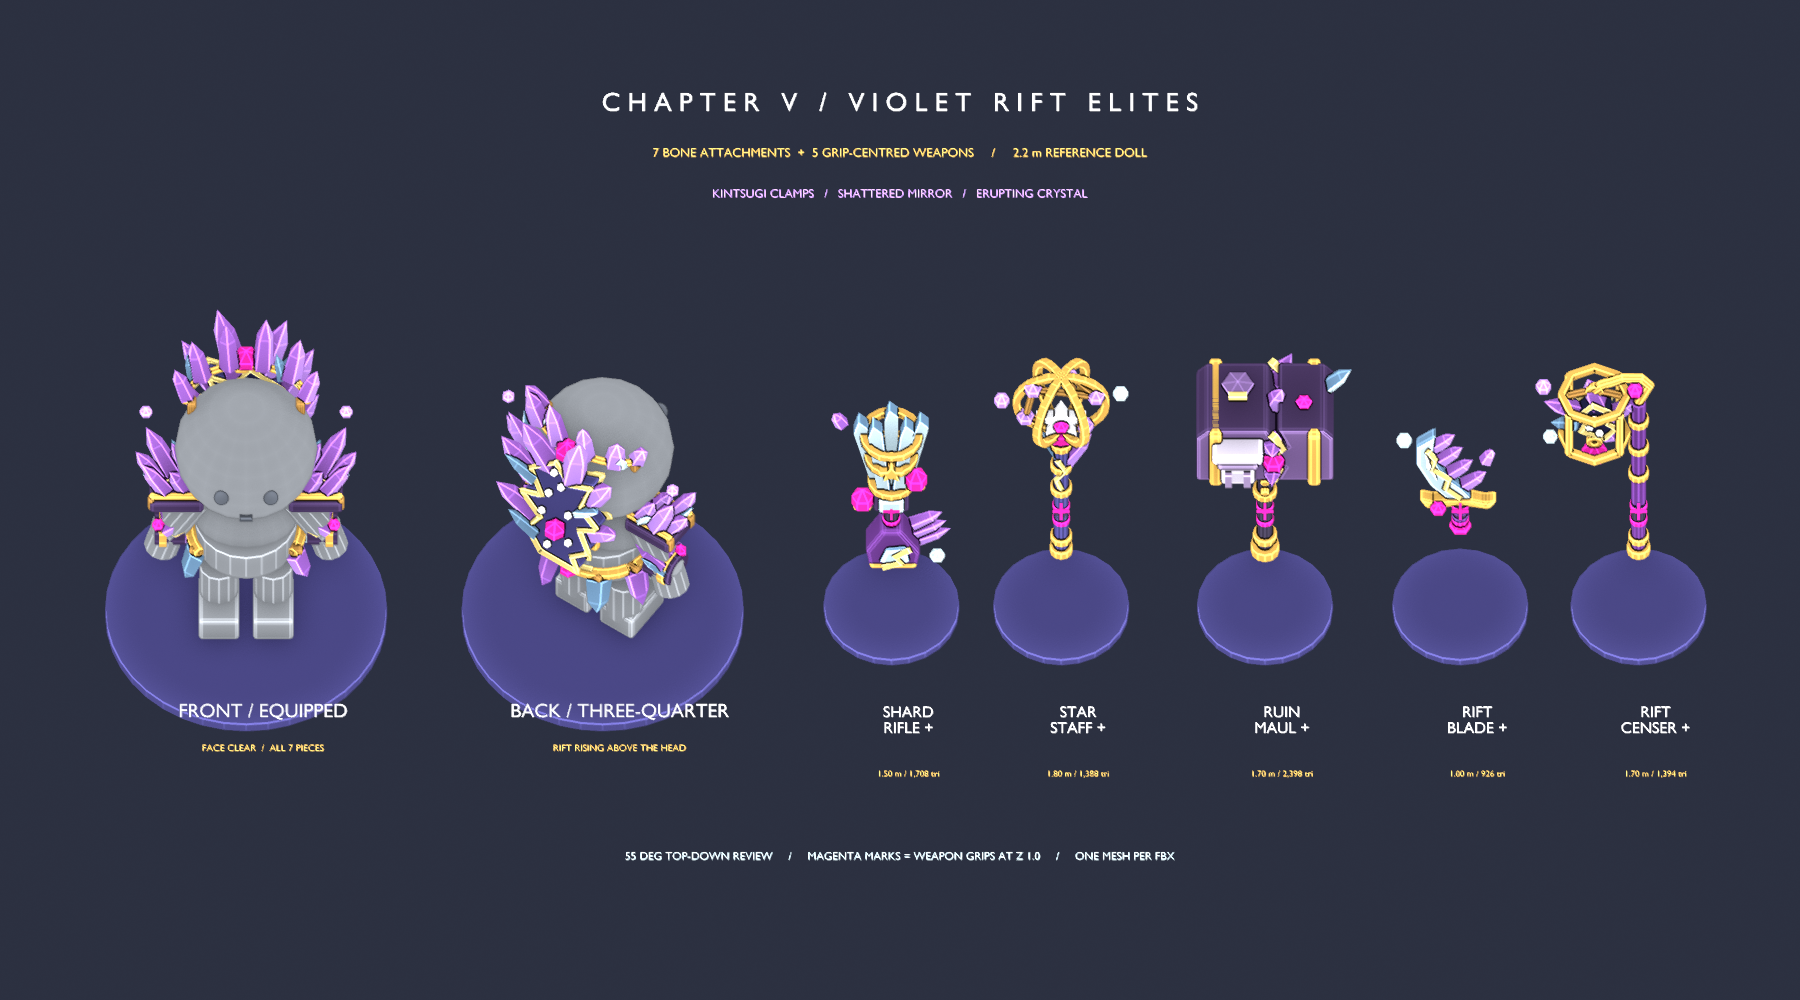 CHAPTER V / VIOLET RIFT ELITES
7 BONE ATTACHMENTS + 5 GRIP-CENTRED WEAPONS / 2.2 m REFERENCE DOLL
KINTSUGI CLAMPS / SHATTERED MIRROR / ERUPTING CRYSTAL
FRONT / EQUIPPED
FACE CLEAR / ALL 7 PIECES
BACK / THREE-QUARTER
RIFT RISING ABOVE THE HEAD
SHARD
RIFLE +
1.50 m / 1,708 tri
STAR
STAFF +
1.80 m / 1,388 tri
RUIN
MAUL +
1.70 m / 2,398 tri
RIFT
BLADE +
1.00 m / 926 tri
RIFT
CENSER +
1.70 m / 1,394 tri
55 DEG TOP-DOWN REVIEW / MAGENTA MARKS = WEAPON GRIPS AT Z 1.0 / ONE MESH PER FBX